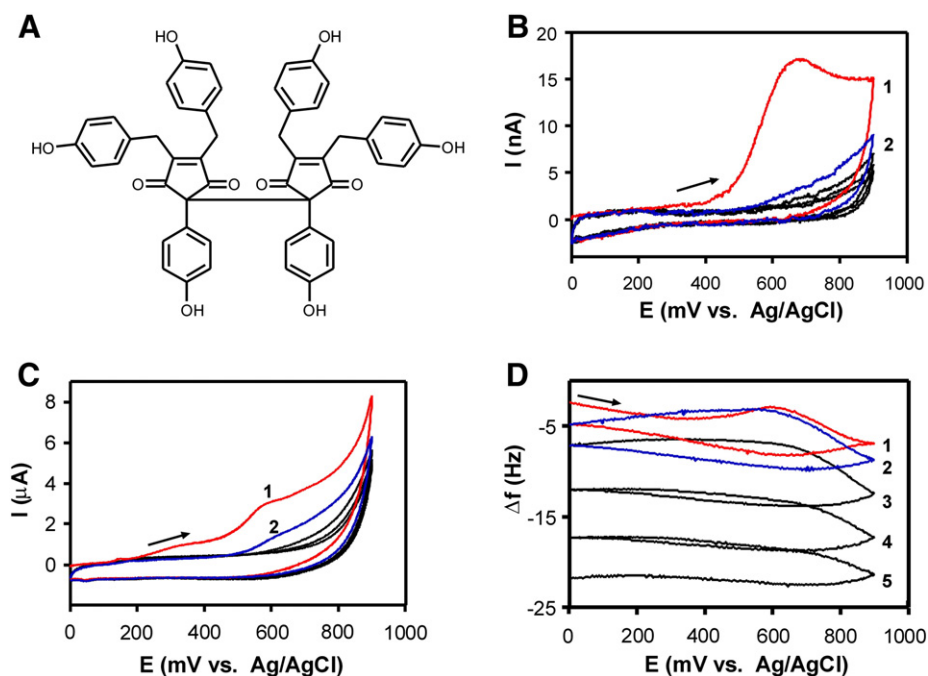 A
HO
OH
HO
OH
O
O
O
O
OH
OH
B
20
15
10
5
0
I (nA)
1
2
0 200 400 600 800 1000
E (mV vs. Ag/AgCl)
C
8
6
4
2
0
I (μA)
1
2
0 200 400 600 800 1000
E (mV vs. Ag/AgCl)
D
-5
-15
-25
Δf (Hz)
1
2
3
4
5
0 200 400 600 800 1000
E (mV vs. Ag/AgCl)